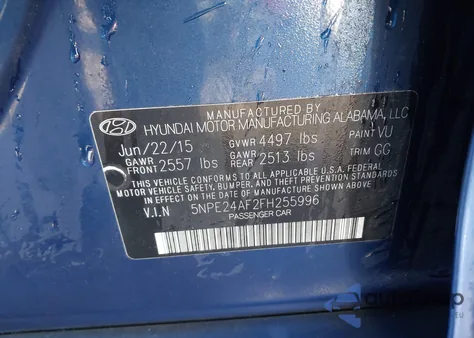 MANUFACTURED BY
HYUNDAI MOTOR MANUFACTURING ALABAMA, LLC
Jun/22/15 GVWR 4497 lbs PAINT VU
GAWR FRONT 2557 lbs GAWR REAR 2513 lbs TRIM GG
THIS VEHICLE CONFORMS TO ALL APPLICABLE U.S.A. FEDERAL
MOTOR VEHICLE SAFETY, BUMPER, AND THEFT PREVENTION STANDARDS
IN EFFECT ON THE DATE OF MANUFACTURE SHOWN ABOVE.
V.I.N 5NPE24AF2FH255996
PASSENGER CAR